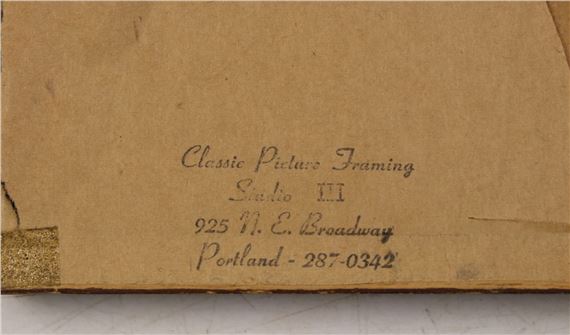 Classic Picture Framing
Studio III
925 N. E. Broadway
Portland - 287-0342